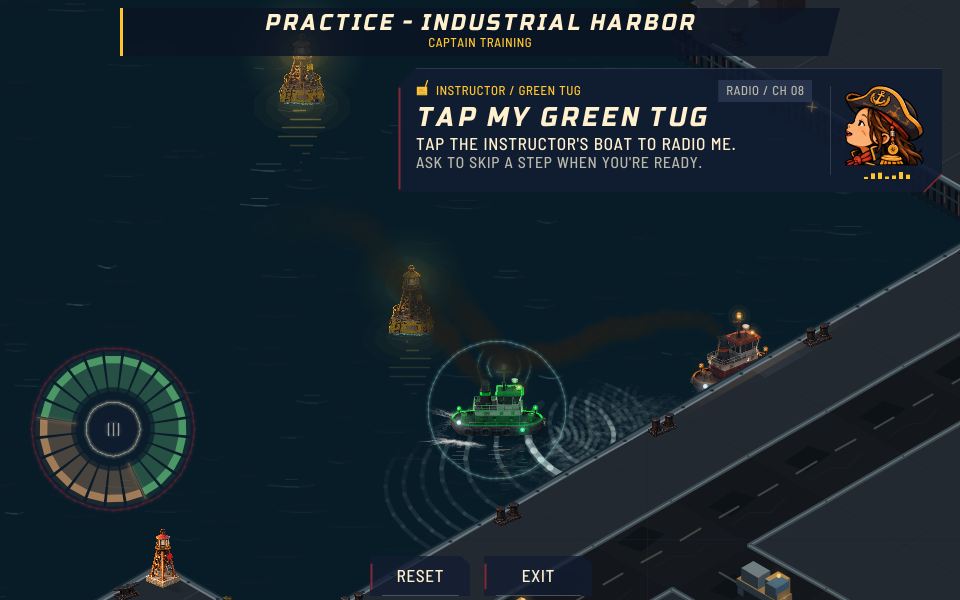 PRACTICE - INDUSTRIAL HARBOR
CAPTAIN TRAINING
INSTRUCTOR / GREEN TUG
RADIO / CH 08
TAP MY GREEN TUG
TAP THE INSTRUCTOR'S BOAT TO RADIO ME.
ASK TO SKIP A STEP WHEN YOU'RE READY.
RESET
EXIT